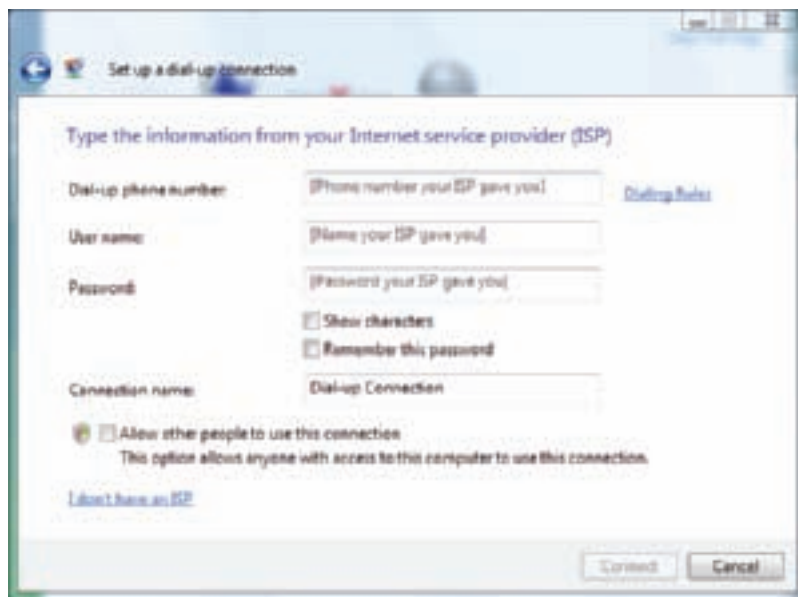 Set up a dial-up connection
Type the information from your Internet service provider (ISP)
Dial-up phone number: [Phone number your ISP gave you] Dialing Rules
User name: [Name your ISP gave you]
Password: [Password your ISP gave you]
Show characters
Remember this password
Connection name: Dial-up Connection
Allow other people to use this connection
This option allows anyone with access to this computer to use this connection.
I don't have an ISP
Connect Cancel